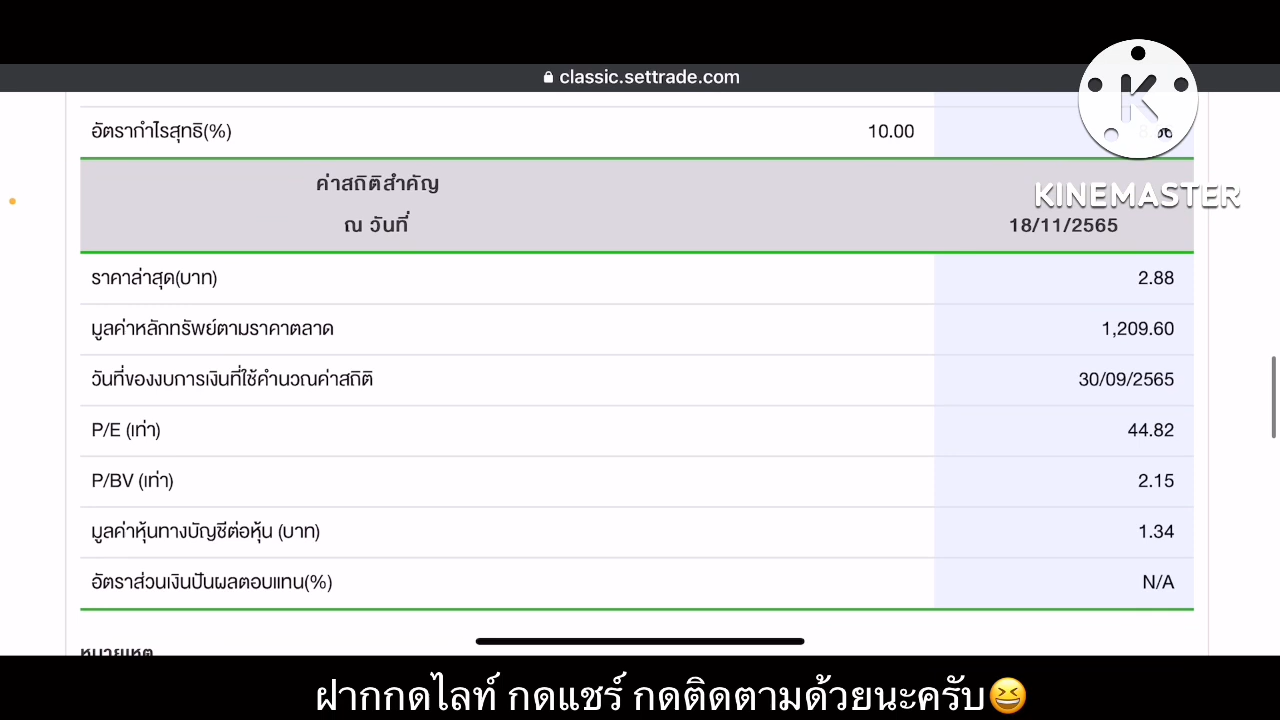 classic.settrade.com
อัตรากำไรสุทธิ(%) 10.00
ค่าสถิติสำคัญ
ณ วันที่ 18/11/2565
KINEMASTER
ราคาล่าสุด(บาท) 2.88
มูลค่าหลักทรัพย์ตามราคาตลาด 1,209.60
วันที่ของงบการเงินที่ใช้คำนวณค่าสถิติ 30/09/2565
P/E (เท่า) 44.82
P/BV (เท่า) 2.15
มูลค่าหุ้นทางบัญชีต่อหุ้น (บาท) 1.34
อัตราส่วนเงินปันผลตอบแทน(%) N/A
หมายเหตุ
ฝากกดไลท์ กดแชร์ กดติดตามด้วยนะครับ😆